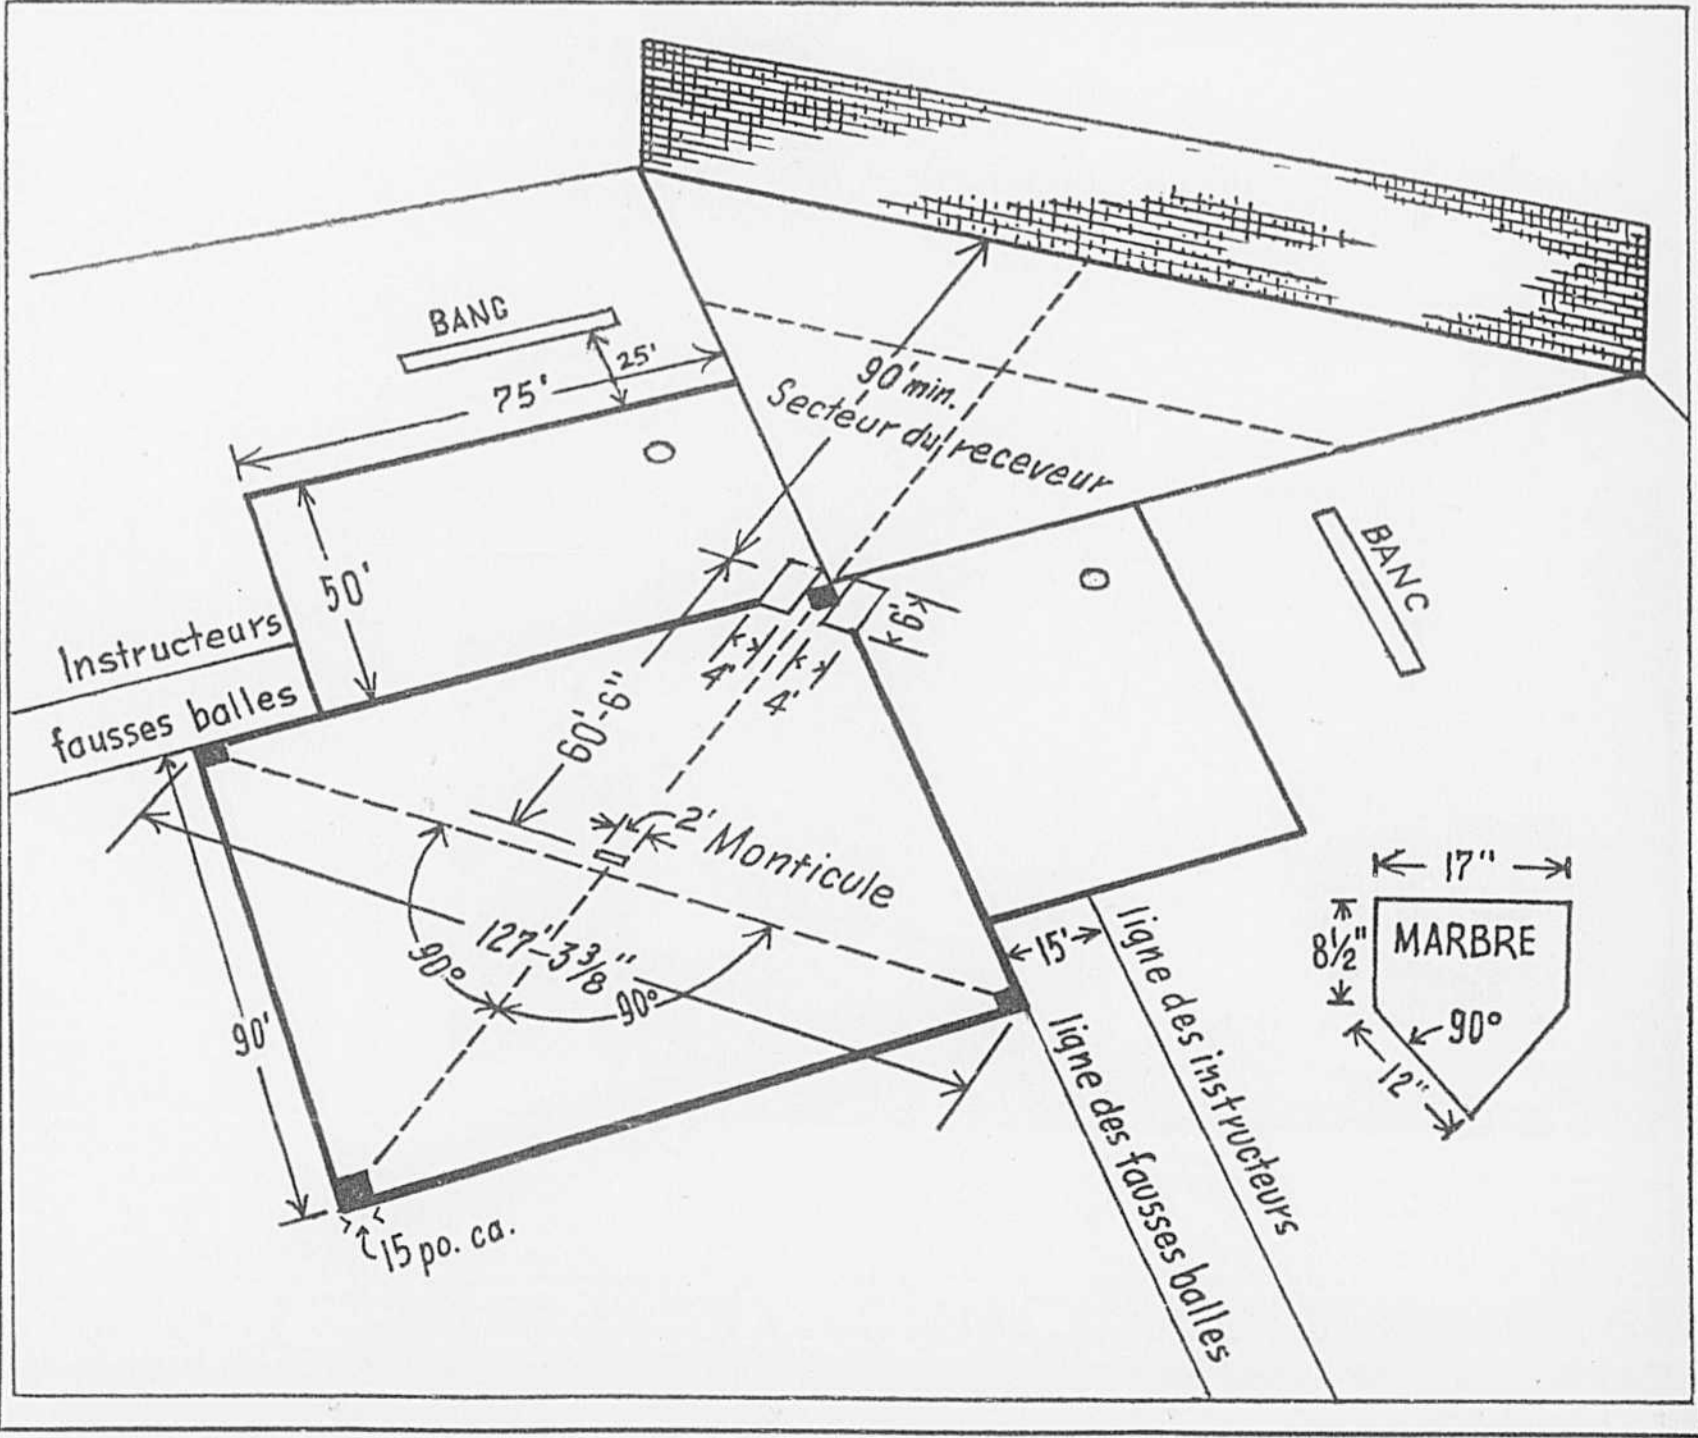 BANC
25'
75'
90' min.
Secteur du receveur
50'
BANC
Instructeurs
fausses balles
6'
4'
4'
60'-6"
2' Monticule
127'-3 3/8"
90°
90°
15'
ligne des instructeurs
ligne des fausses balles
90'
15 po. ca.
17"
8½"
MARBRE
90°
12"